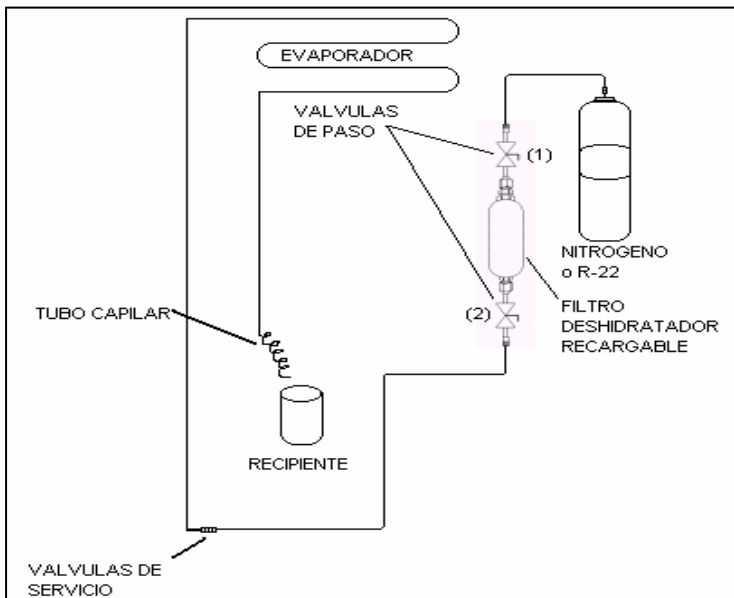 EVAPORADOR
VALVULAS
DE PASO
(1)
NITROGENO
o R-22
TUBO CAPILAR
(2)
FILTRO
DESHIDRATADOR
RECARGABLE
RECIPIENTE
VALVULAS DE
SERVICIO